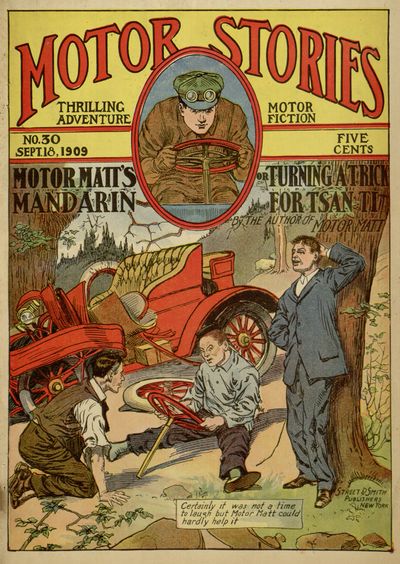 MOTOR STORIES
THRILLING
ADVENTURE
MOTOR
FICTION
NO. 30
SEPT. 18, 1909
FIVE
CENTS
MOTOR MATT'S
MANDARIN
OR TURNING A TRICK
FOR TSAN-TI
BY THE AUTHOR OF MOTOR MATT
STREET & SMITH
PUBLISHERS
NEW YORK
Certainly it was not a time
to laugh but Motor Matt could
hardly help it